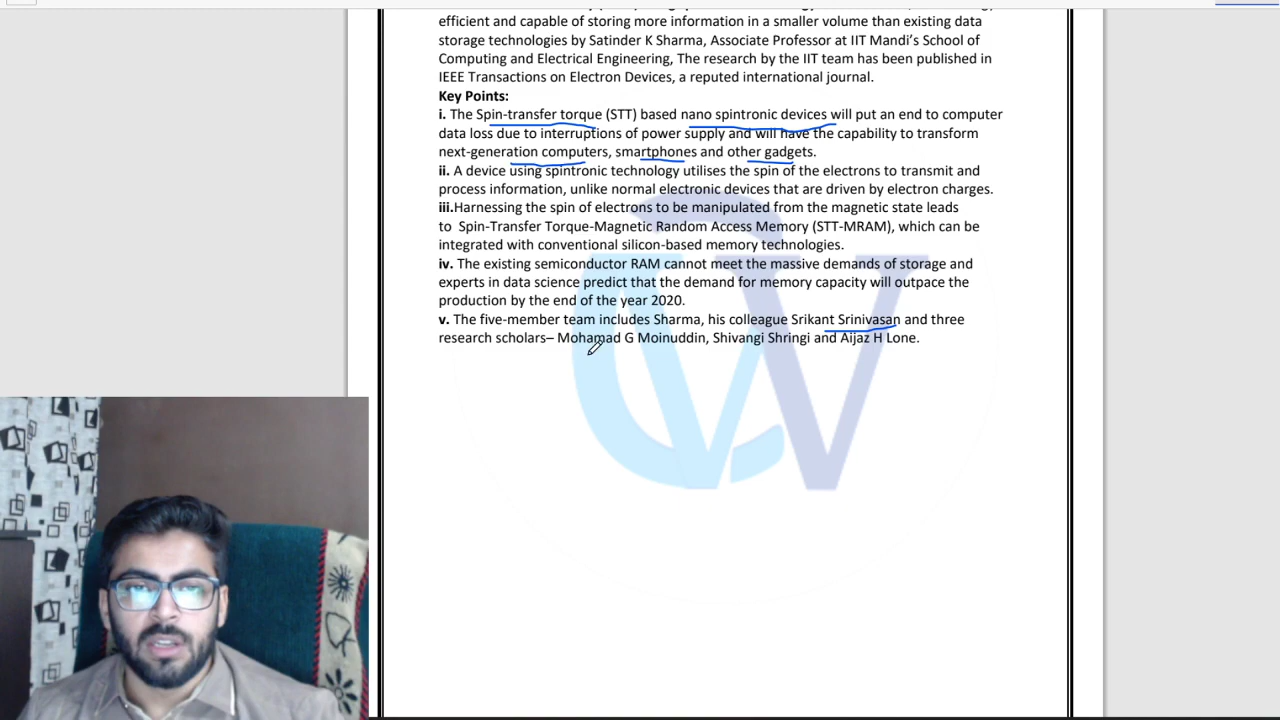 efficient and capable of storing more information in a smaller volume than existing data
storage technologies by Satinder K Sharma, Associate Professor at IIT Mandi's School of
Computing and Electrical Engineering, The research by the IIT team has been published in
IEEE Transactions on Electron Devices, a reputed international journal.
Key Points:
i. The Spin-transfer torque (STT) based nano spintronic devices will put an end to computer
data loss due to interruptions of power supply and will have the capability to transform
next-generation computers, smartphones and other gadgets.
ii. A device using spintronic technology utilises the spin of the electrons to transmit and
process information, unlike normal electronic devices that are driven by electron charges.
iii.Harnessing the spin of electrons to be manipulated from the magnetic state leads
to  Spin-Transfer Torque-Magnetic Random Access Memory (STT-MRAM), which can be
integrated with conventional silicon-based memory technologies.
iv. The existing semiconductor RAM cannot meet the massive demands of storage and
experts in data science predict that the demand for memory capacity will outpace the
production by the end of the year 2020.
v. The five-member team includes Sharma, his colleague Srikant Srinivasan and three
research scholars– Mohamad G Moinuddin, Shivangi Shringi and Aijaz H Lone.